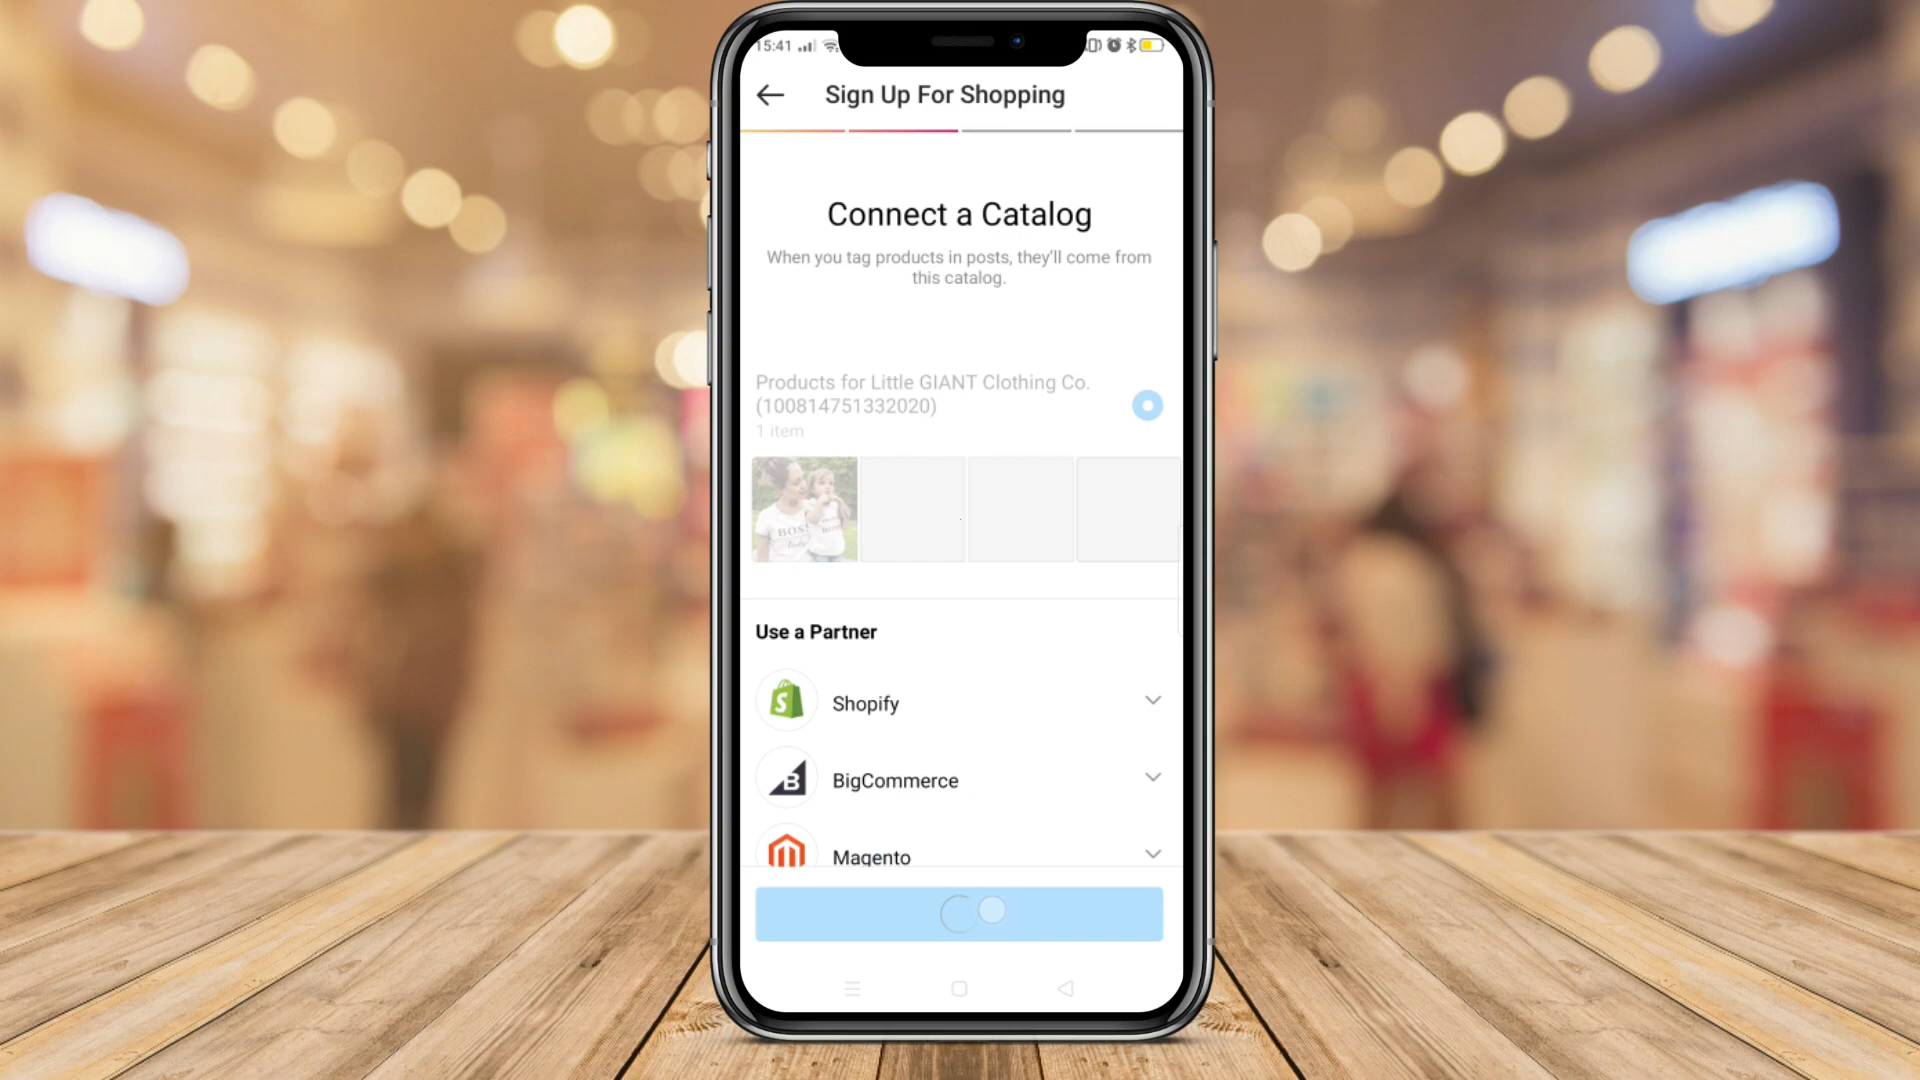 15:41
Sign Up For Shopping
Connect a Catalog
When you tag products in posts, they'll come from
this catalog.
Products for Little GIANT Clothing Co.
(100814751332020)
1 item
BOSS
Use a Partner
Shopify
BigCommerce
Magento